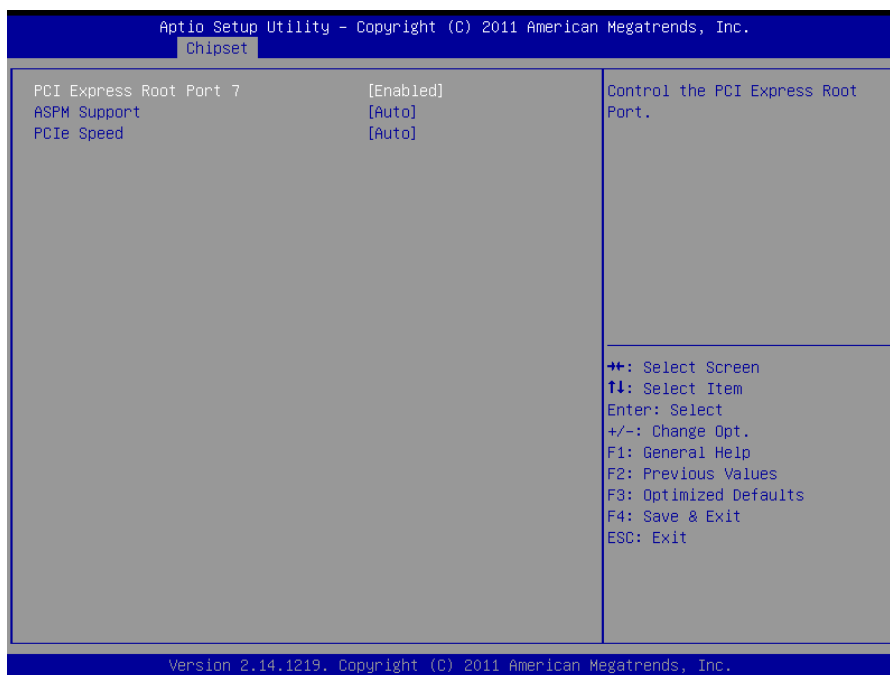 Aptio Setup Utility – Copyright (C) 2011 American Megatrends, Inc.
Chipset
PCI Express Root Port 7 [Enabled]
ASPM Support [Auto]
PCIe Speed [Auto]
Control the PCI Express Root
Port.
→←: Select Screen
↑↓: Select Item
Enter: Select
+/-: Change Opt.
F1: General Help
F2: Previous Values
F3: Optimized Defaults
F4: Save & Exit
ESC: Exit
Version 2.14.1219. Copyright (C) 2011 American Megatrends, Inc.